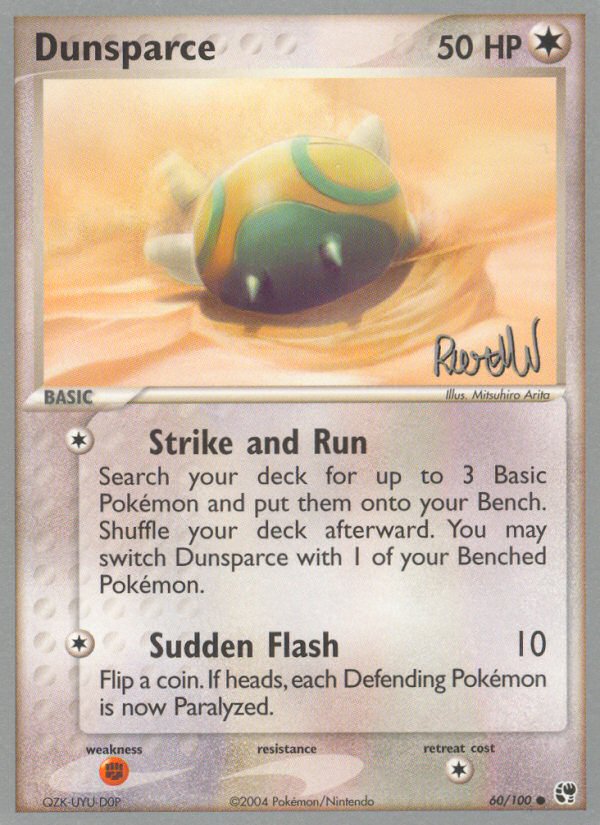 Dunsparce 50 HP
BASIC
Illus. Mitsuhiro Arita
Strike and Run
Search your deck for up to 3 Basic
Pokémon and put them onto your Bench.
Shuffle your deck afterward. You may
switch Dunsparce with 1 of your Benched
Pokémon.
Sudden Flash 10
Flip a coin. If heads, each Defending Pokémon
is now Paralyzed.
weakness resistance retreat cost
QZK-UYU-D0P ©2004 Pokémon/Nintendo 60/100